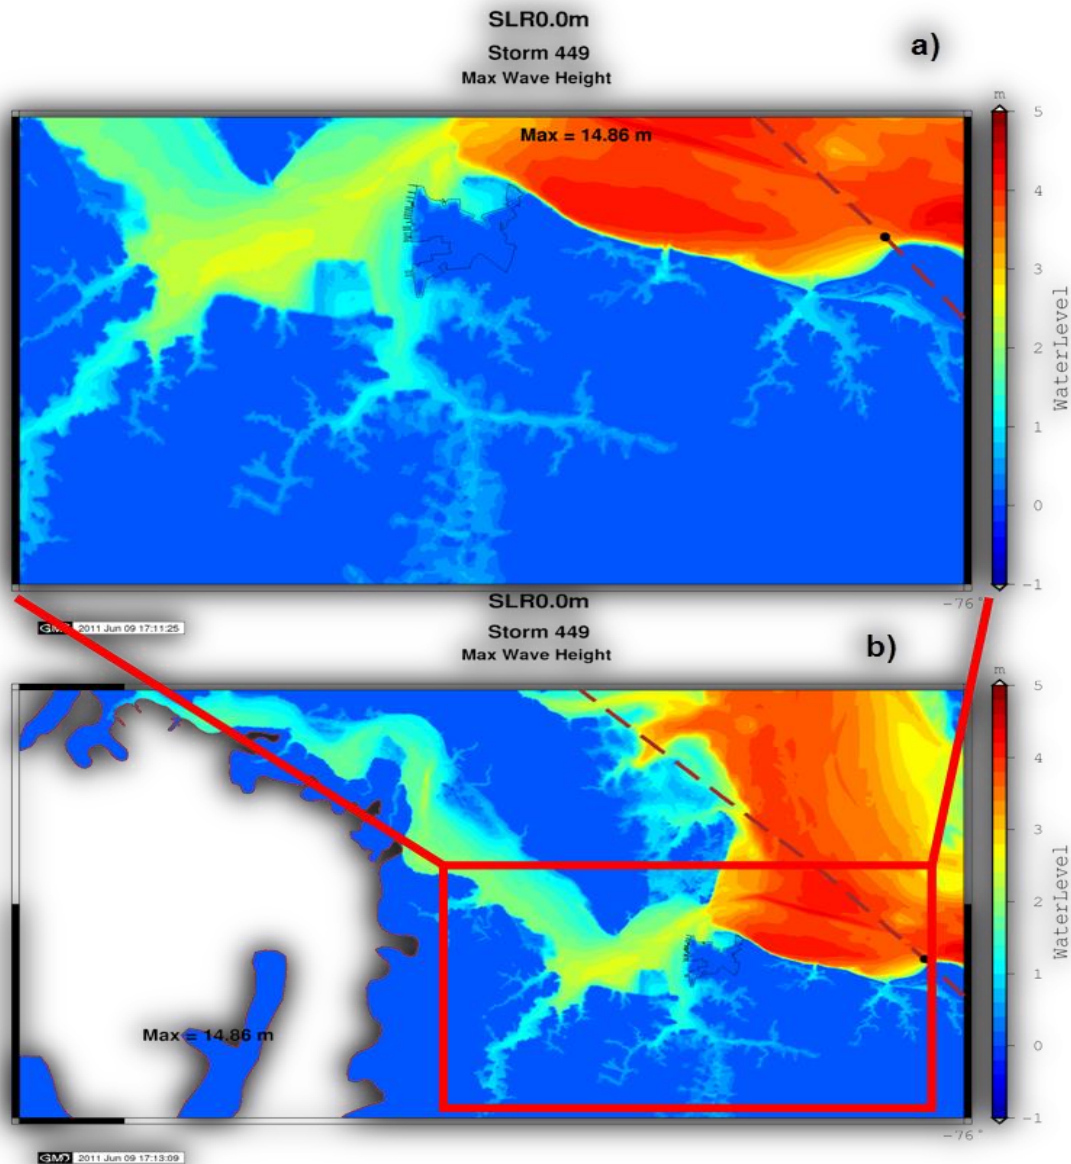 SLR0.0m
Storm 449
Max Wave Height
a)
Max = 14.86 m
m
5
4
3
2
1
0
-1
WaterLevel
-76°
GMT 2011 Jun 09 17:11:25
SLR0.0m
Storm 449
Max Wave Height
b)
Max = 14.86 m
m
5
4
3
2
1
0
-1
WaterLevel
-76°
GMT 2011 Jun 09 17:13:09